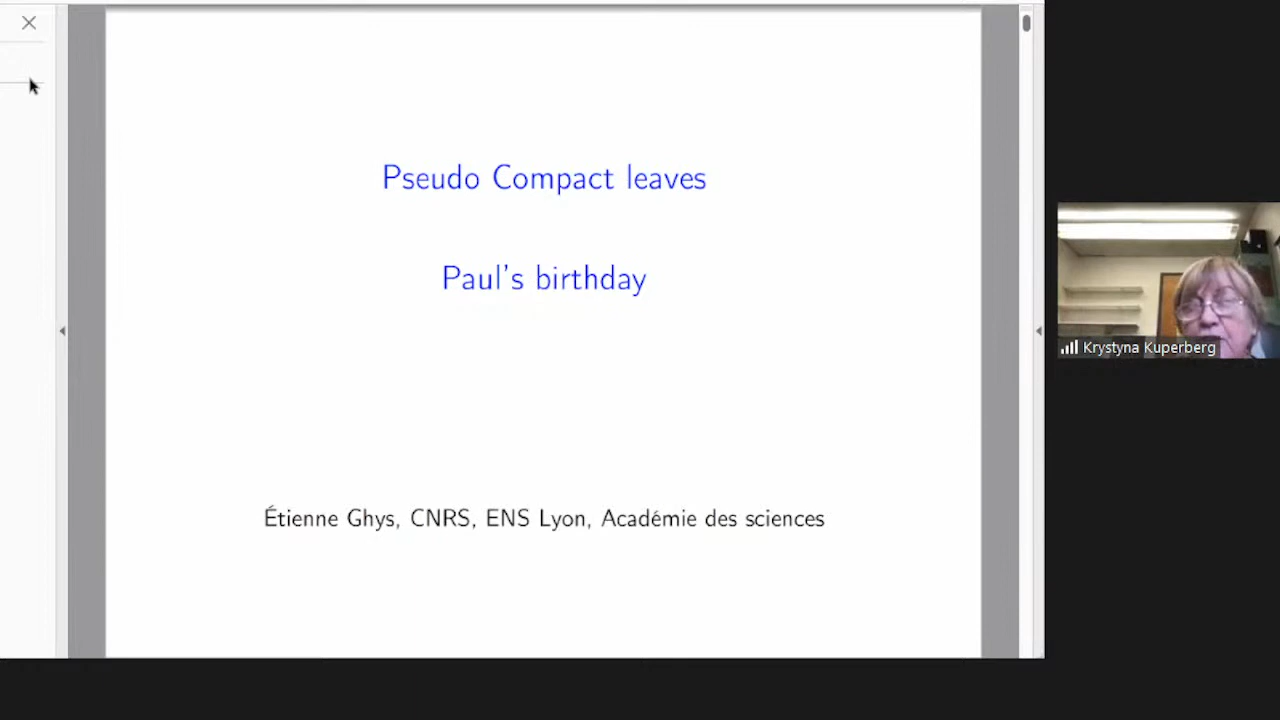 Pseudo Compact leaves
Paul's birthday
Étienne Ghys, CNRS, ENS Lyon, Académie des sciences
Krystyna Kuperberg